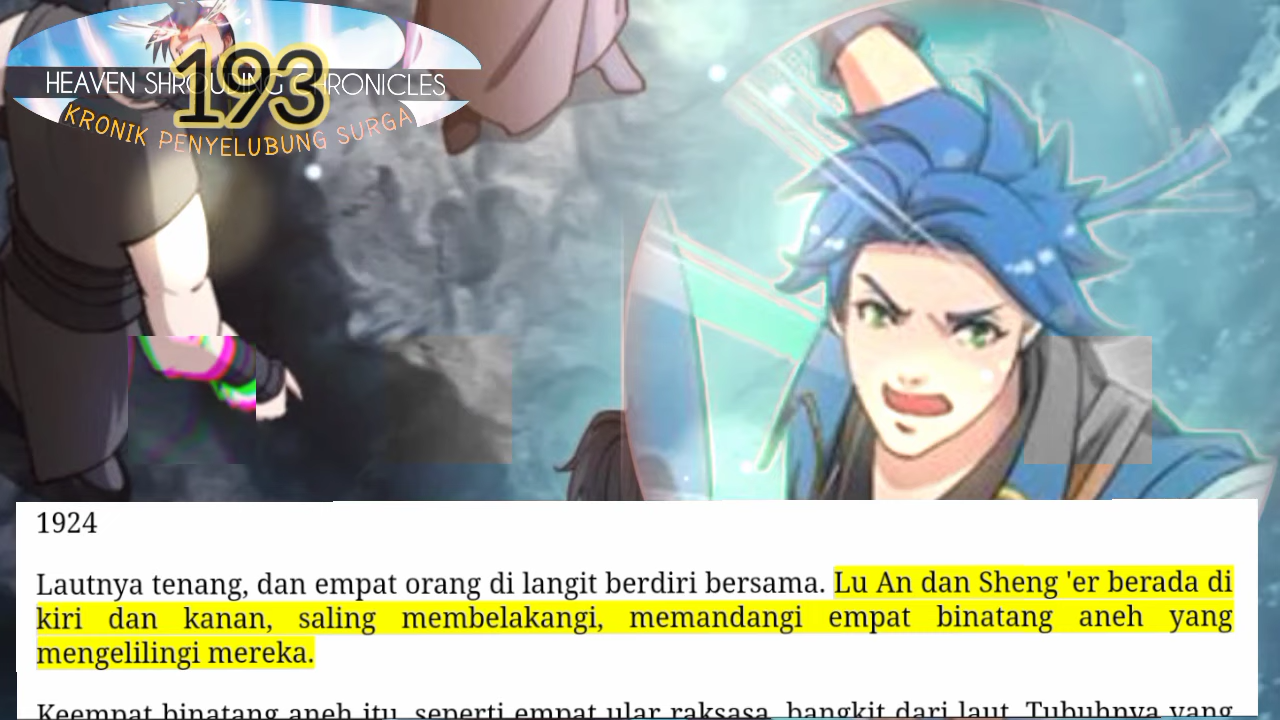 193
HEAVEN SHROUDING CHRONICLES
KRONIK PENYELUBUNG SURGA
1924
Lautnya tenang, dan empat orang di langit berdiri bersama. Lu An dan Sheng 'er berada di
kiri dan kanan, saling membelakangi, memandangi empat binatang aneh yang
mengelilingi mereka.
Keempat binatang aneh itu, seperti empat ular raksasa, bangkit dari laut. Tubuhnya yang